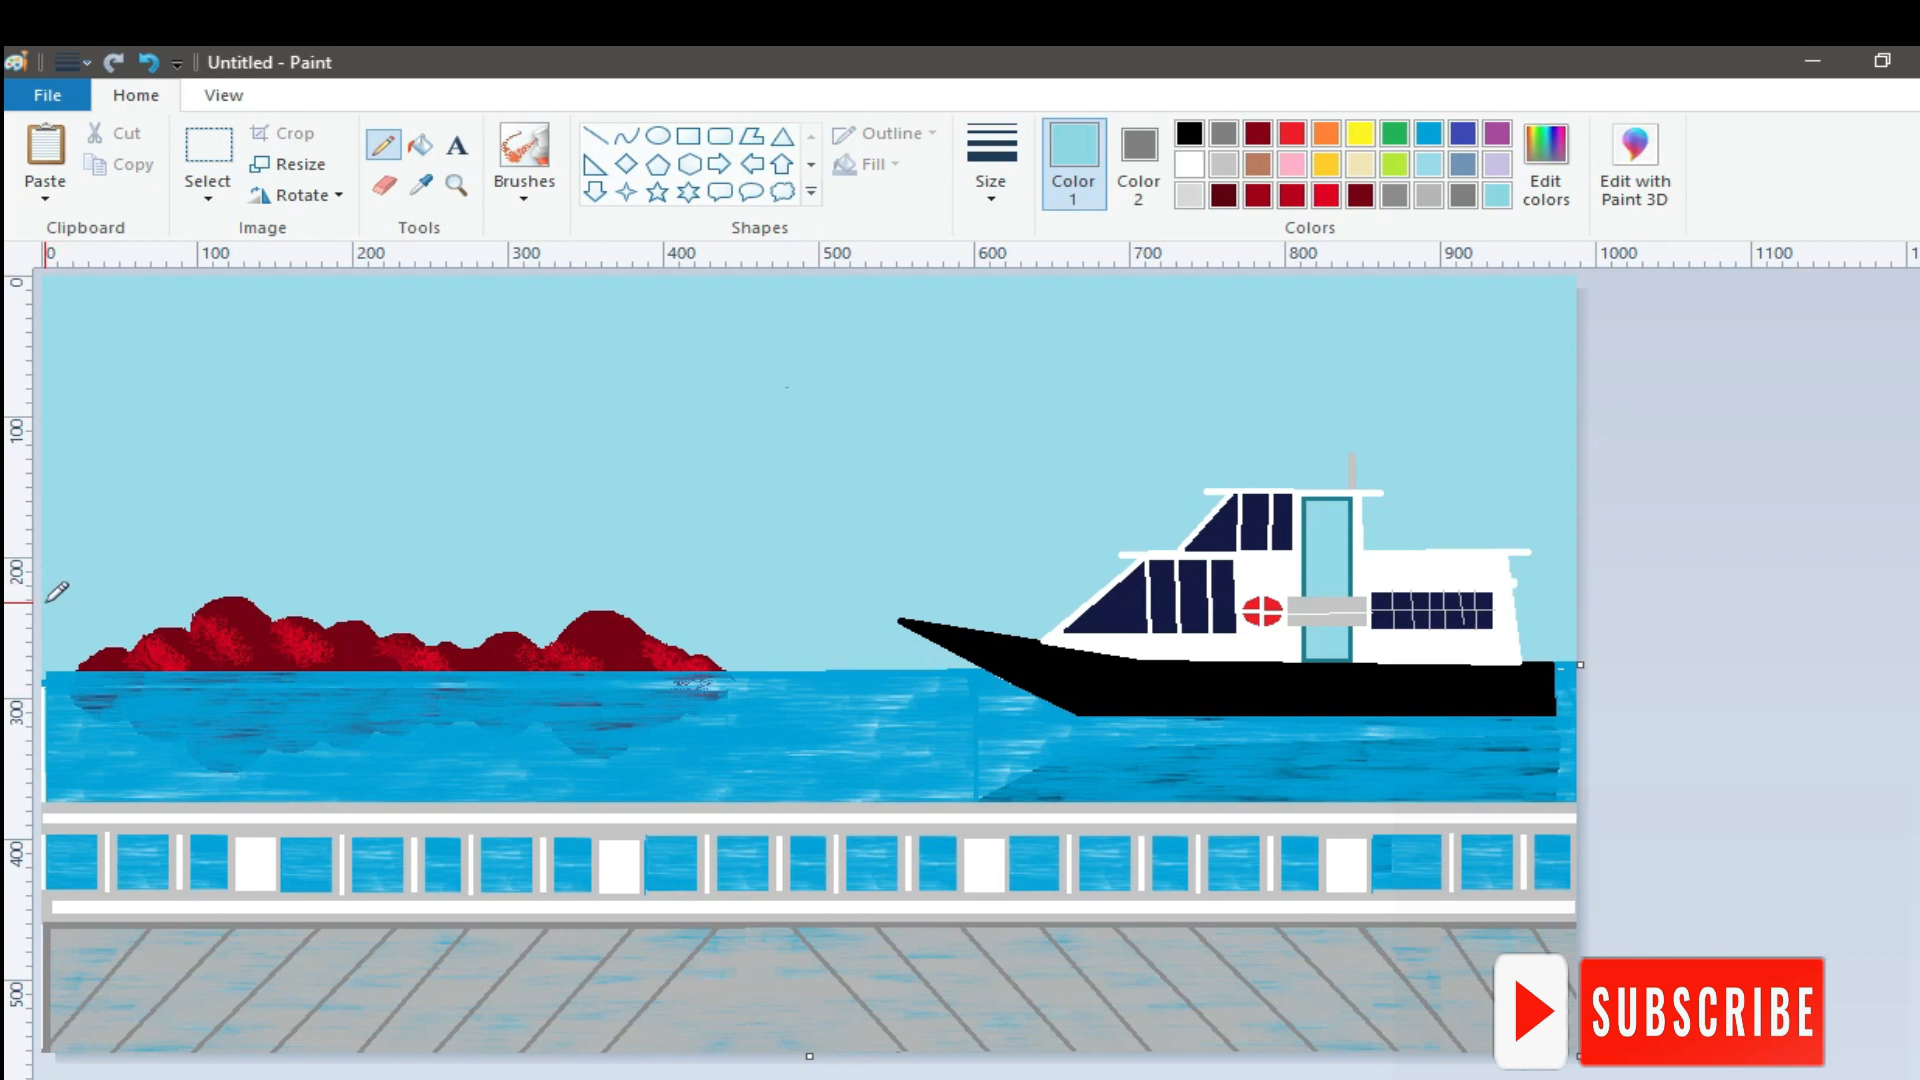 Untitled - Paint
File Home View
Paste
Cut
Copy
Clipboard
Select
Crop
Resize
Rotate
Image
A
Tools
Brushes
Shapes
Outline
Fill
Size
Color 1
Color 2
Edit colors
Colors
Edit with Paint 3D
0 100 200 300 400 500 600 700 800 900 1000 1100 1
0
100
200
300
400
500
SUBSCRIBE